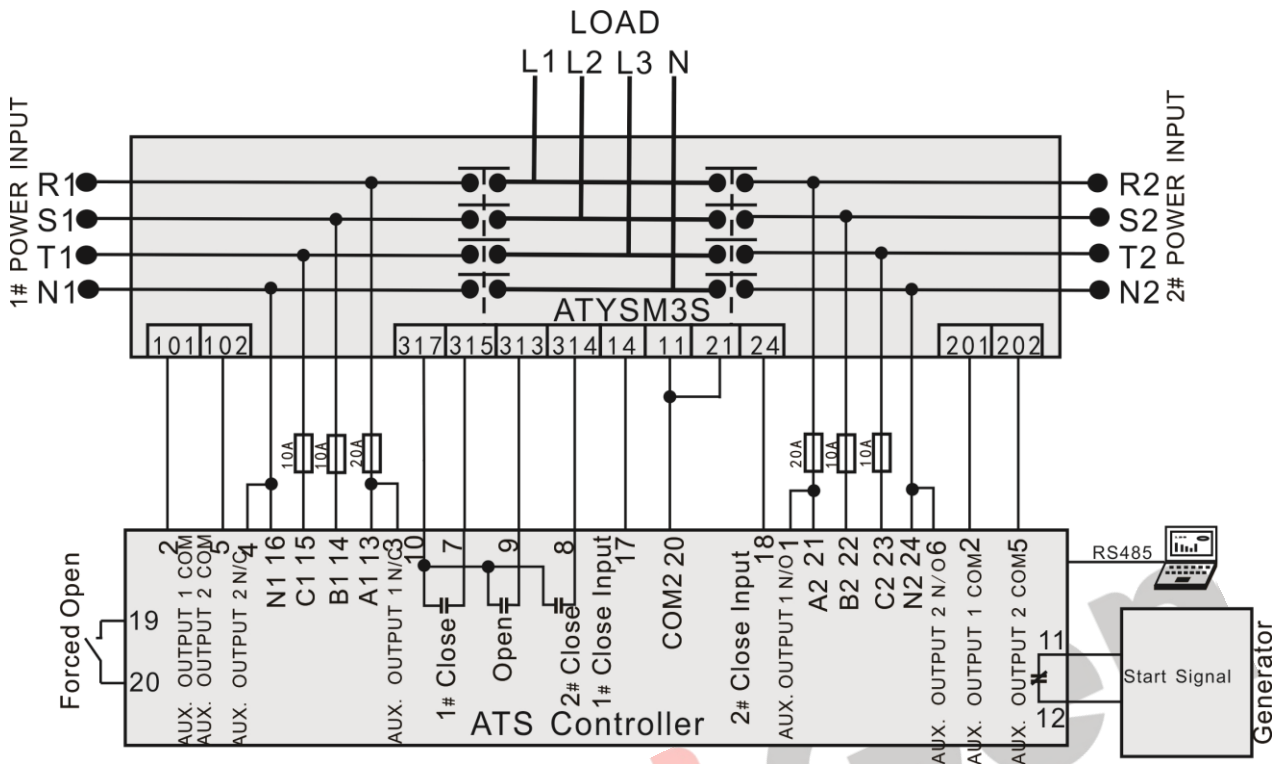 LOAD
L1 L2 L3 N
1# POWER INPUT
R1
S1
T1
N1
R2
S2
T2
N2
2# POWER INPUT
ATYSM3S
101 102 317 315 313 314 14 11 21 24 201 202
10A 10A 20A 20A 10A 10A
2
AUX. OUTPUT 1 COM
5
AUX. OUTPUT 2 COM
4
AUX. OUTPUT 2 N/C
N1 16
C1 15
B1 14
A1 13
3
AUX. OUTPUT 1 N/C
10
7
1# Close
9
Open
8
2# Close
17
1# Close Input
COM2 20
18
2# Close Input
AUX. OUTPUT 1 N/O1
A2 21
B2 22
C2 23
N2 24
AUX. OUTPUT 2 N/O6
AUX. OUTPUT 1 COM2
AUX. OUTPUT 2 COM5
Forced Open
19
20
ATS Controller
RS485
11
12
Start Signal
Generator